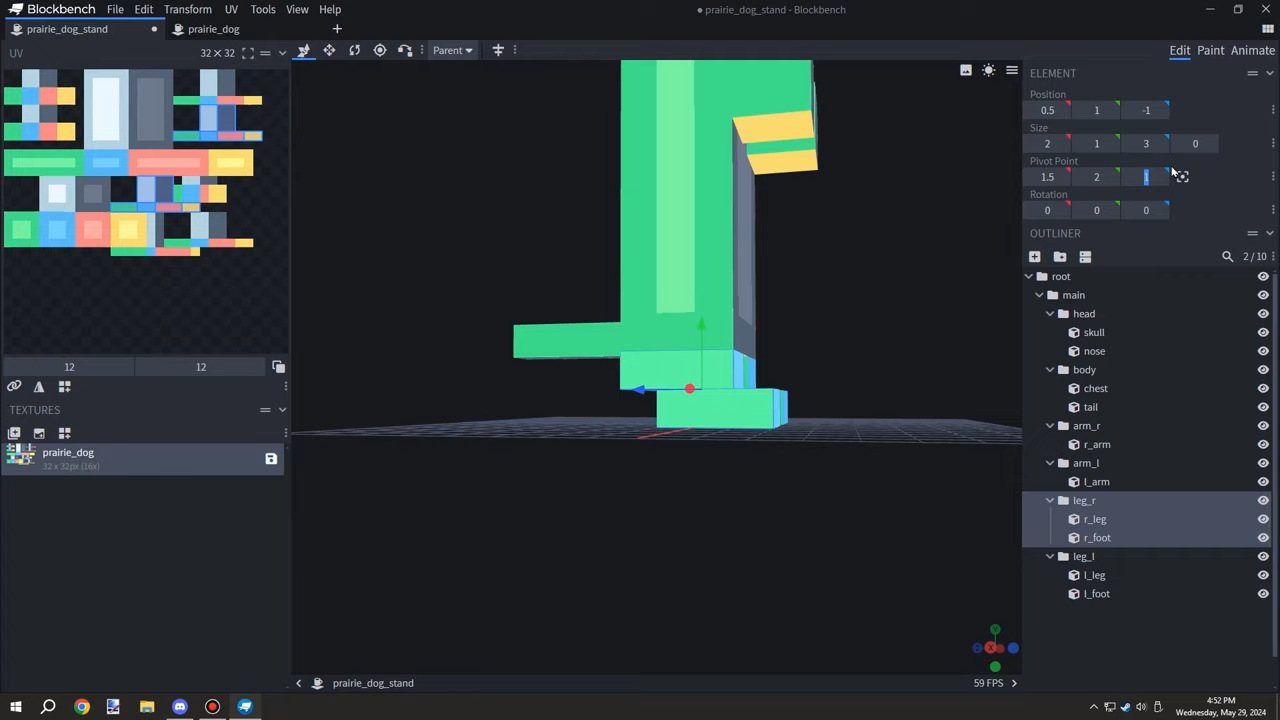 Blockbench File Edit Transform UV Tools View Help
prairie_dog_stand - Blockbench
prairie_dog_stand
prairie_dog
UV
32 × 32
Parent
Edit Paint Animate
ELEMENT
Position
0.5 1 -1
Size
2 1 3 0
Pivot Point
1.5 2 1
Rotation
0 0 0
OUTLINER
2 / 10
root
main
head
skull
nose
body
chest
tail
arm_r
r_arm
arm_l
l_arm
leg_r
r_leg
r_foot
leg_l
l_leg
l_foot
12 12
TEXTURES
prairie_dog
32 x 32px (16x)
prairie_dog_stand
59 FPS
4:52 PM
Wednesday, May 29, 2024